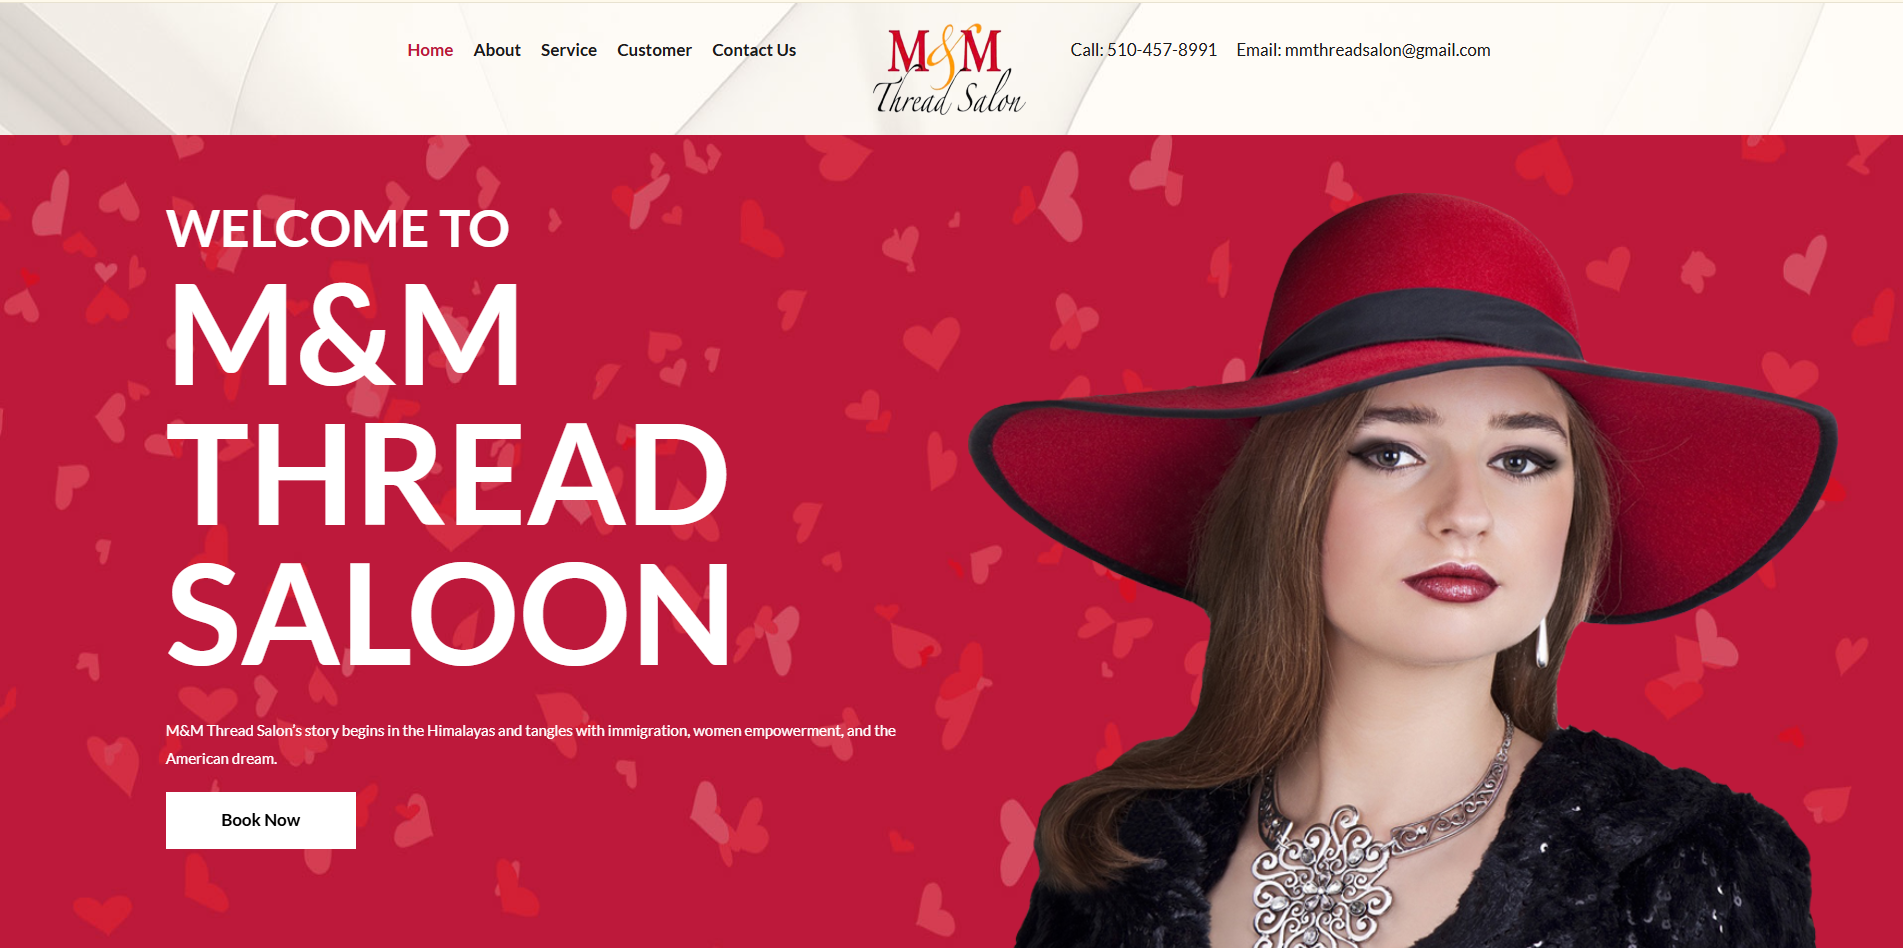 Home About Service Customer Contact Us
M&M
Thread Salon
Call: 510-457-8991 Email: mmthreadsalon@gmail.com
WELCOME TO
M&M
THREAD
SALOON
M&M Thread Salon's story begins in the Himalayas and tangles with immigration, women empowerment, and the
American dream.
Book Now